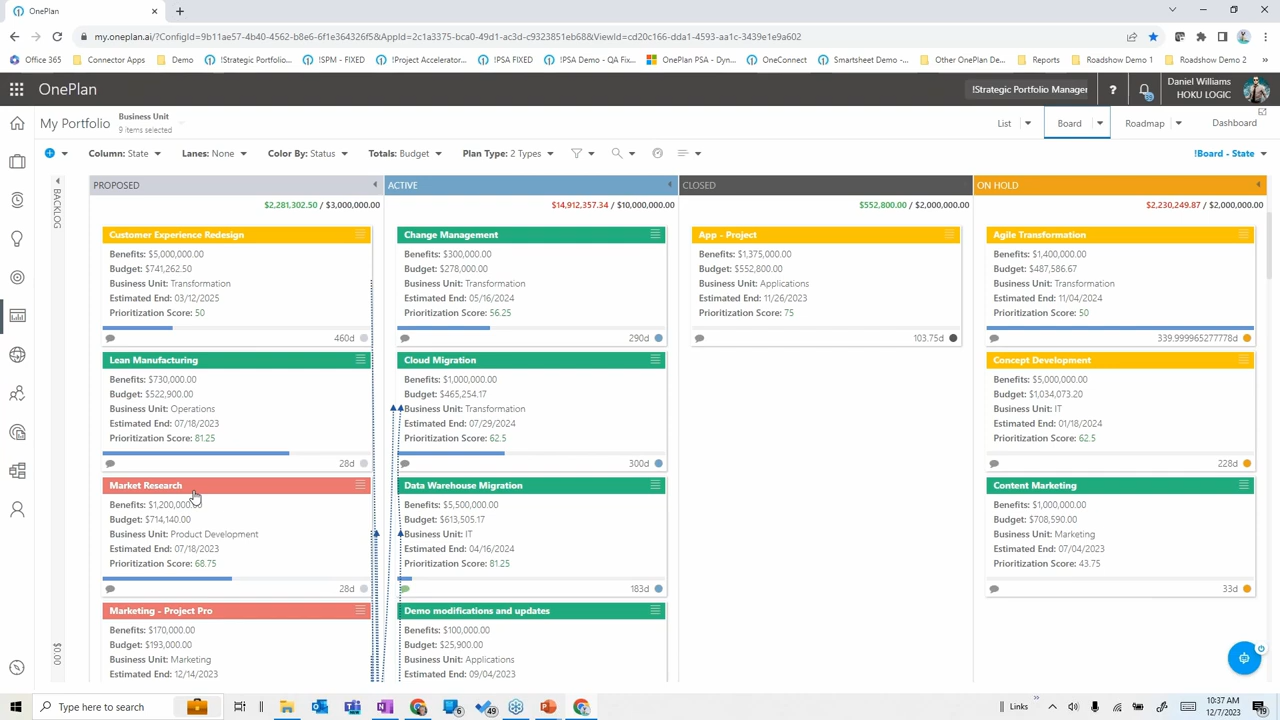 OnePlan
my.oneplan.ai/?ConfigId=9b11ae57-4b40-4562-b8e6-6f1e364326f5&AppId=2c1a3375-bca0-49d1-ac3d-c9323851eb68&ViewId=cd20c166-dda1-4593-aa1c-3439e1e9a602
Office 365
Connector Apps
Demo
!Strategic Portfolio...
!SPM - FIXED
!Project Accelerator...
!PSA FIXED
!PSA Demo - QA Fix...
OnePlan PSA - Dyn...
OneConnect
Smartsheet Demo -...
Other OnePlan De...
Reports
Roadshow Demo 1
Roadshow Demo 2
OnePlan
!Strategic Portfolio Manager
Daniel Williams
HOKU LOGIC
My Portfolio
Business Unit
9 items selected
List
Board
Roadmap
Dashboard
Column: State
Lanes: None
Color By: Status
Totals: Budget
Plan Type: 2 Types
!Board - State
BACKLOG
$0.00
PROPOSED
$2,281,302.50 / $3,000,000.00
Customer Experience Redesign
Benefits: $5,000,000.00
Budget: $741,262.50
Business Unit: Transformation
Estimated End: 03/12/2025
Prioritization Score: 50
460d
Lean Manufacturing
Benefits: $730,000.00
Budget: $522,900.00
Business Unit: Operations
Estimated End: 07/18/2023
Prioritization Score: 81.25
28d
Market Research
Benefits: $1,200,000.00
Budget: $714,140.00
Business Unit: Product Development
Estimated End: 07/18/2023
Prioritization Score: 68.75
28d
Marketing - Project Pro
Benefits: $170,000.00
Budget: $193,000.00
Business Unit: Marketing
Estimated End: 12/14/2023
ACTIVE
$14,912,357.34 / $10,000,000.00
Change Management
Benefits: $300,000.00
Budget: $278,000.00
Business Unit: Transformation
Estimated End: 05/16/2024
Prioritization Score: 56.25
290d
Cloud Migration
Benefits: $1,000,000.00
Budget: $465,254.17
Business Unit: Transformation
Estimated End: 07/29/2024
Prioritization Score: 62.5
300d
Data Warehouse Migration
Benefits: $5,500,000.00
Budget: $613,505.17
Business Unit: IT
Estimated End: 04/16/2024
Prioritization Score: 81.25
183d
Demo modifications and updates
Benefits: $100,000.00
Budget: $25,900.00
Business Unit: Applications
Estimated End: 09/04/2023
CLOSED
$552,800.00 / $2,000,000.00
App - Project
Benefits: $1,375,000.00
Budget: $552,800.00
Business Unit: Applications
Estimated End: 11/26/2023
Prioritization Score: 75
103.75d
ON HOLD
$2,230,249.87 / $2,000,000.00
Agile Transformation
Benefits: $1,400,000.00
Budget: $487,586.67
Business Unit: Transformation
Estimated End: 11/04/2024
Prioritization Score: 50
339.999965277778d
Concept Development
Benefits: $5,000,000.00
Budget: $1,034,073.20
Business Unit: IT
Estimated End: 01/18/2024
Prioritization Score: 62.5
228d
Content Marketing
Benefits: $1,000,000.00
Budget: $708,590.00
Business Unit: Marketing
Estimated End: 07/04/2023
Prioritization Score: 43.75
33d
Type here to search
6
49
Links
10:37 AM
12/7/2023
19